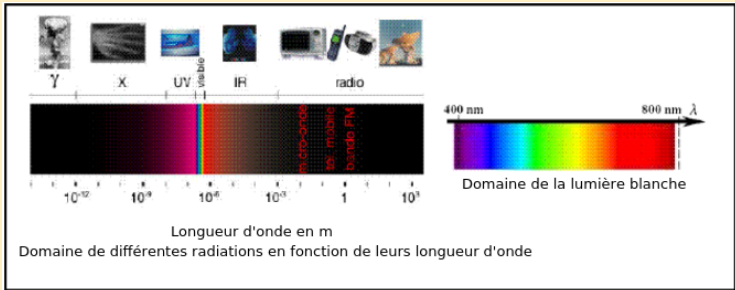 γ X UV visible IR radio
micro-onde
tél. mobile
bande FM
10-12 10-9 10-6 10-3 1 103
Longueur d'onde en m
Domaine de différentes radiations en fonction de leurs longueur d'onde
400 nm 800 nm λ
Domaine de la lumière blanche